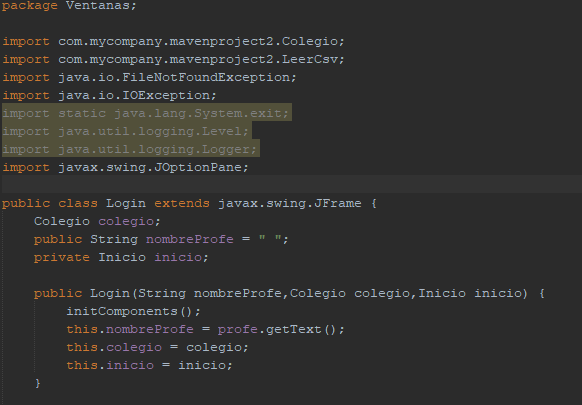 package Ventanas;
import com.mycompany.mavenproject2.Colegio;
import com.mycompany.mavenproject2.LeerCsv;
import java.io.FileNotFoundException;
import java.io.IOException;
import static java.lang.System.exit;
import java.util.logging.Level;
import java.util.logging.Logger;
import javax.swing.JOptionPane;
public class Login extends javax.swing.JFrame {
Colegio colegio;
public String nombreProfe = " ";
private Inicio inicio;
public Login(String nombreProfe,Colegio colegio,Inicio inicio) {
initComponents();
this.nombreProfe = profe.getText();
this.colegio = colegio;
this.inicio = inicio;
}